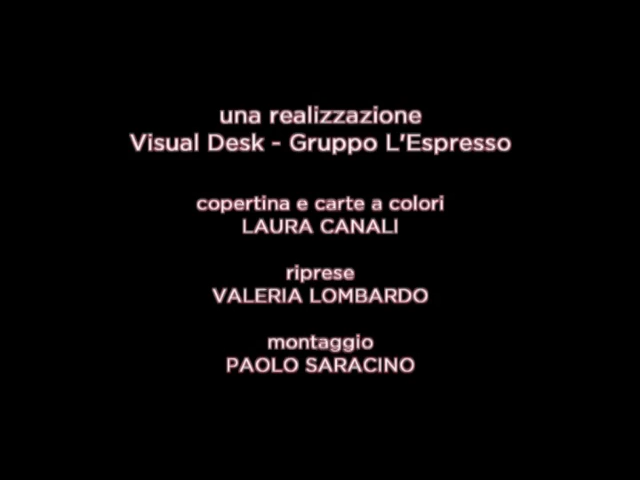 una realizzazione
Visual Desk - Gruppo L'Espresso
copertina e carte a colori
LAURA CANALI
riprese
VALERIA LOMBARDO
montaggio
PAOLO SARACINO